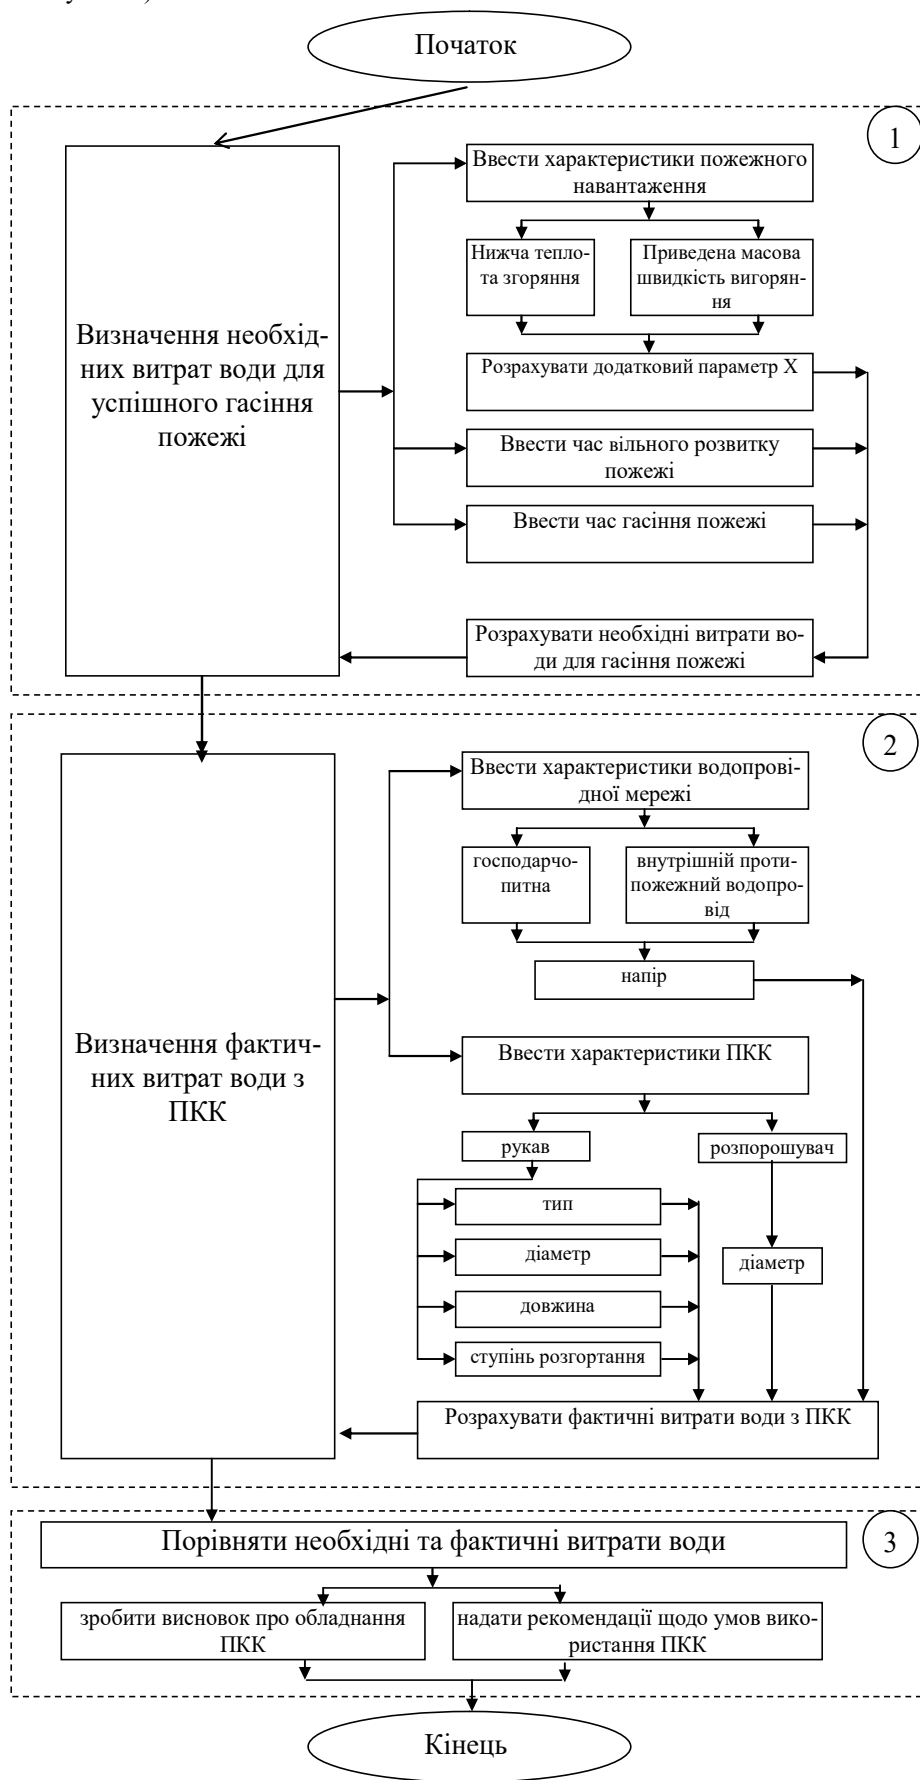 Початок
1
Ввести характеристики пожежного
навантаження
Нижча тепло-
та згоряння
Приведена масова
швидкість вигорян-
ня
Визначення необхід-
них витрат води для
успішного гасіння
пожежі
Розрахувати додатковий параметр Х
Ввести час вільного розвитку
пожежі
Ввести час гасіння пожежі
Розрахувати необхідні витрати во-
ди для гасіння пожежі
2
Ввести характеристики водопрові-
дної мережі
господарчо-
питна
внутрішній проти-
пожежний водопро-
від
напір
Визначення фактич-
них витрат води з
ПКК
Ввести характеристики ПКК
рукав
розпорошувач
тип
діаметр
діаметр
довжина
ступінь розгортання
Розрахувати фактичні витрати води з ПКК
3
Порівняти необхідні та фактичні витрати води
зробити висновок про обладнання
ПКК
надати рекомендації щодо умов вико-
ристання ПКК
Кінець